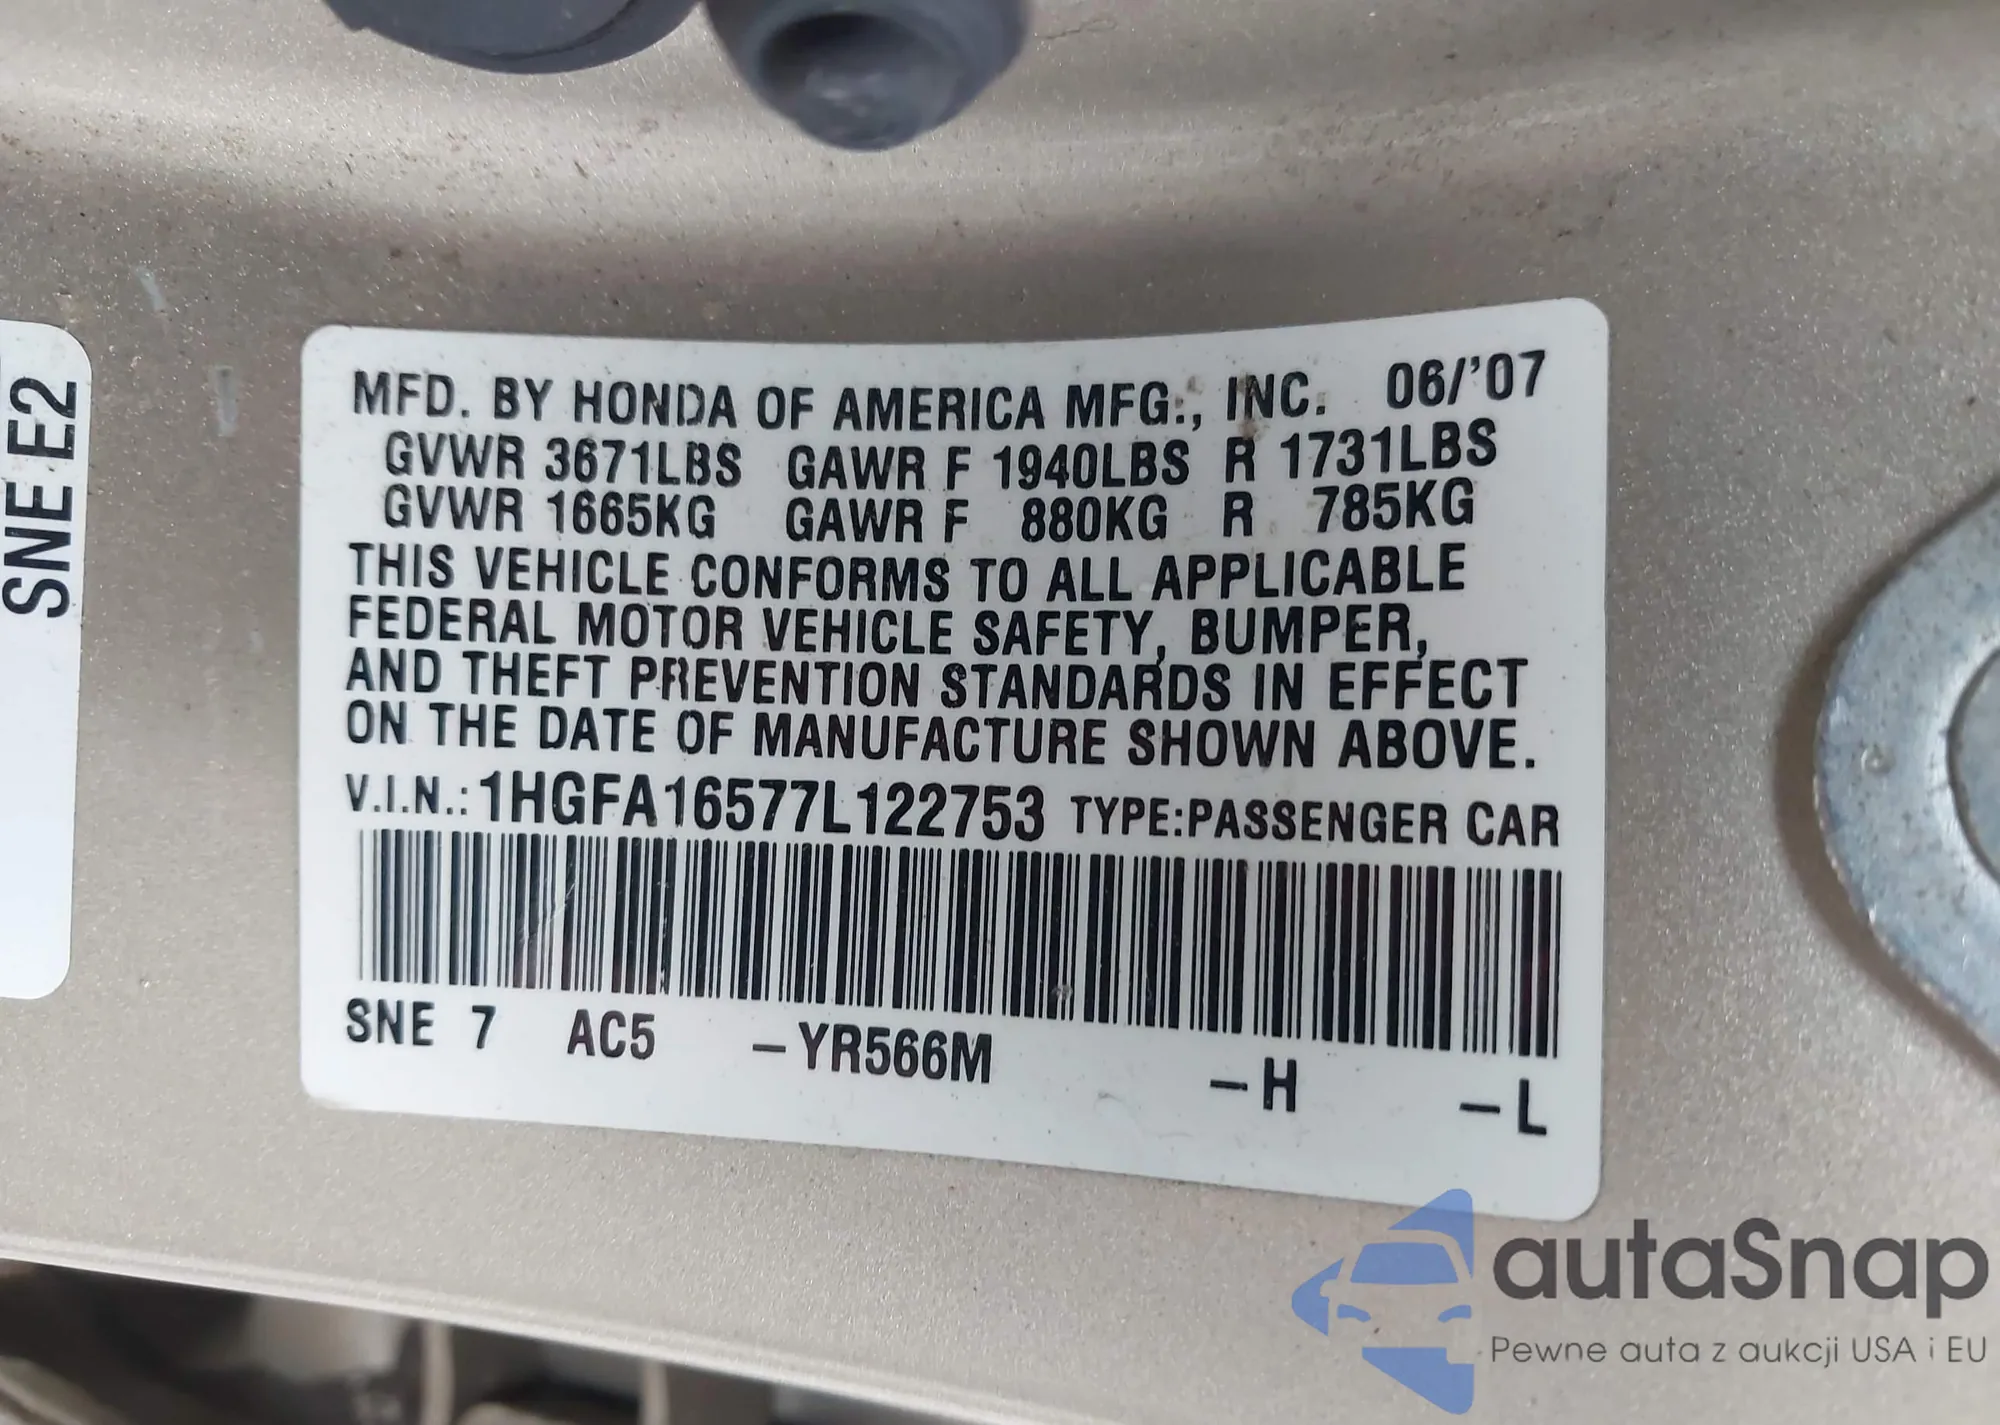 SNE E2
MFD. BY HONDA OF AMERICA MFG., INC. 06/'07
GVWR 3671LBS GAWR F 1940LBS R 1731LBS
GVWR 1665KG GAWR F 880KG R 785KG
THIS VEHICLE CONFORMS TO ALL APPLICABLE
FEDERAL MOTOR VEHICLE SAFETY, BUMPER,
AND THEFT PREVENTION STANDARDS IN EFFECT
ON THE DATE OF MANUFACTURE SHOWN ABOVE.
V.I.N.: 1HGFA16577L122753 TYPE:PASSENGER CAR
SNE 7 AC5 –YR566M –H –L
autaSnap
Pewne auta z aukcji USA i EU